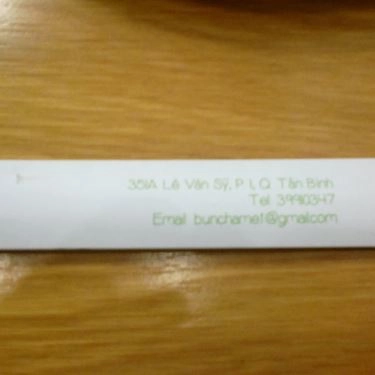 351A Lê Văn Sỹ, P. 1, Q. Tân Bình
Tel: 39910347
Email: bunchame1@gmail.com